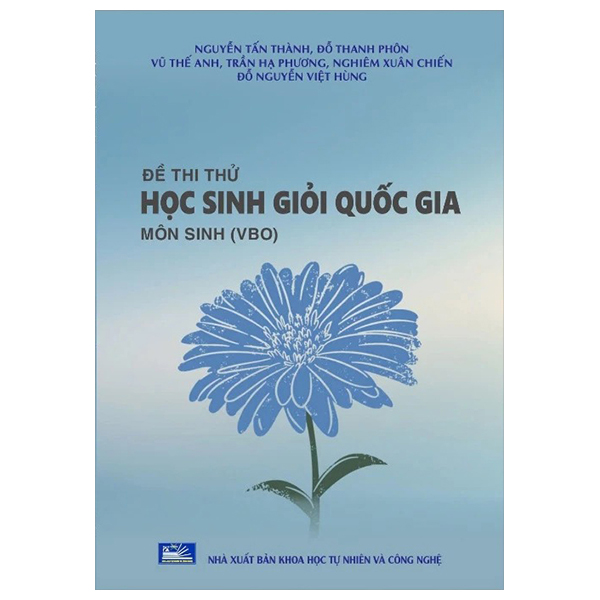 NGUYỄN TẤN THÀNH, ĐỖ THANH PHÔN
VŨ THẾ ANH, TRẦN HẠ PHƯƠNG, NGHIÊM XUÂN CHIẾN
ĐỖ NGUYỄN VIỆT HÙNG
ĐỀ THI THỬ
HỌC SINH GIỎI QUỐC GIA
MÔN SINH (VBO)
NHÀ XUẤT BẢN KHOA HỌC TỰ NHIÊN VÀ CÔNG NGHỆ